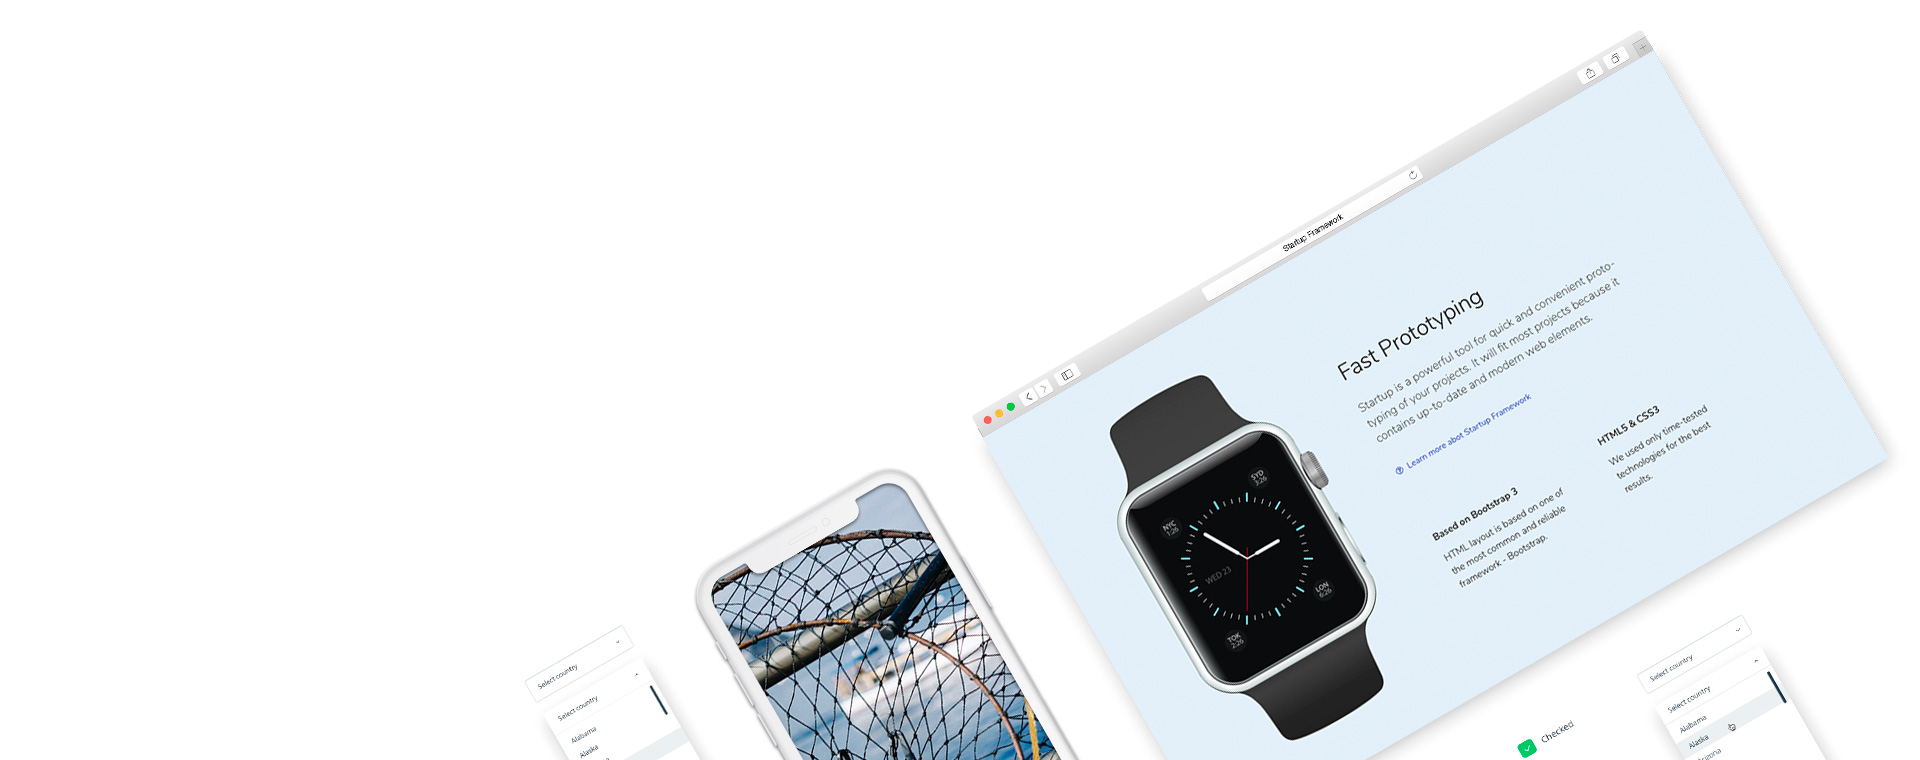 Startup Framework
Fast Prototyping
Startup is a powerful tool for quick and convenient proto-
typing of your projects. It will fit most projects because it
contains up-to-date and modern web elements.
Learn more abot Startup Framework
Based on Bootstrap 3
HTML layout is based on one of
the most common and reliable
framework - Bootstrap.
HTML5 & CSS3
We used only time-tested
technologies for the best
results.
SYD
3:26
NYC
1:26
WED 23
LON
6:26
TOK
2:26
Select country
Select country
Alabama
Alaska
Checked
Select country
Select country
Alabama
Alaska